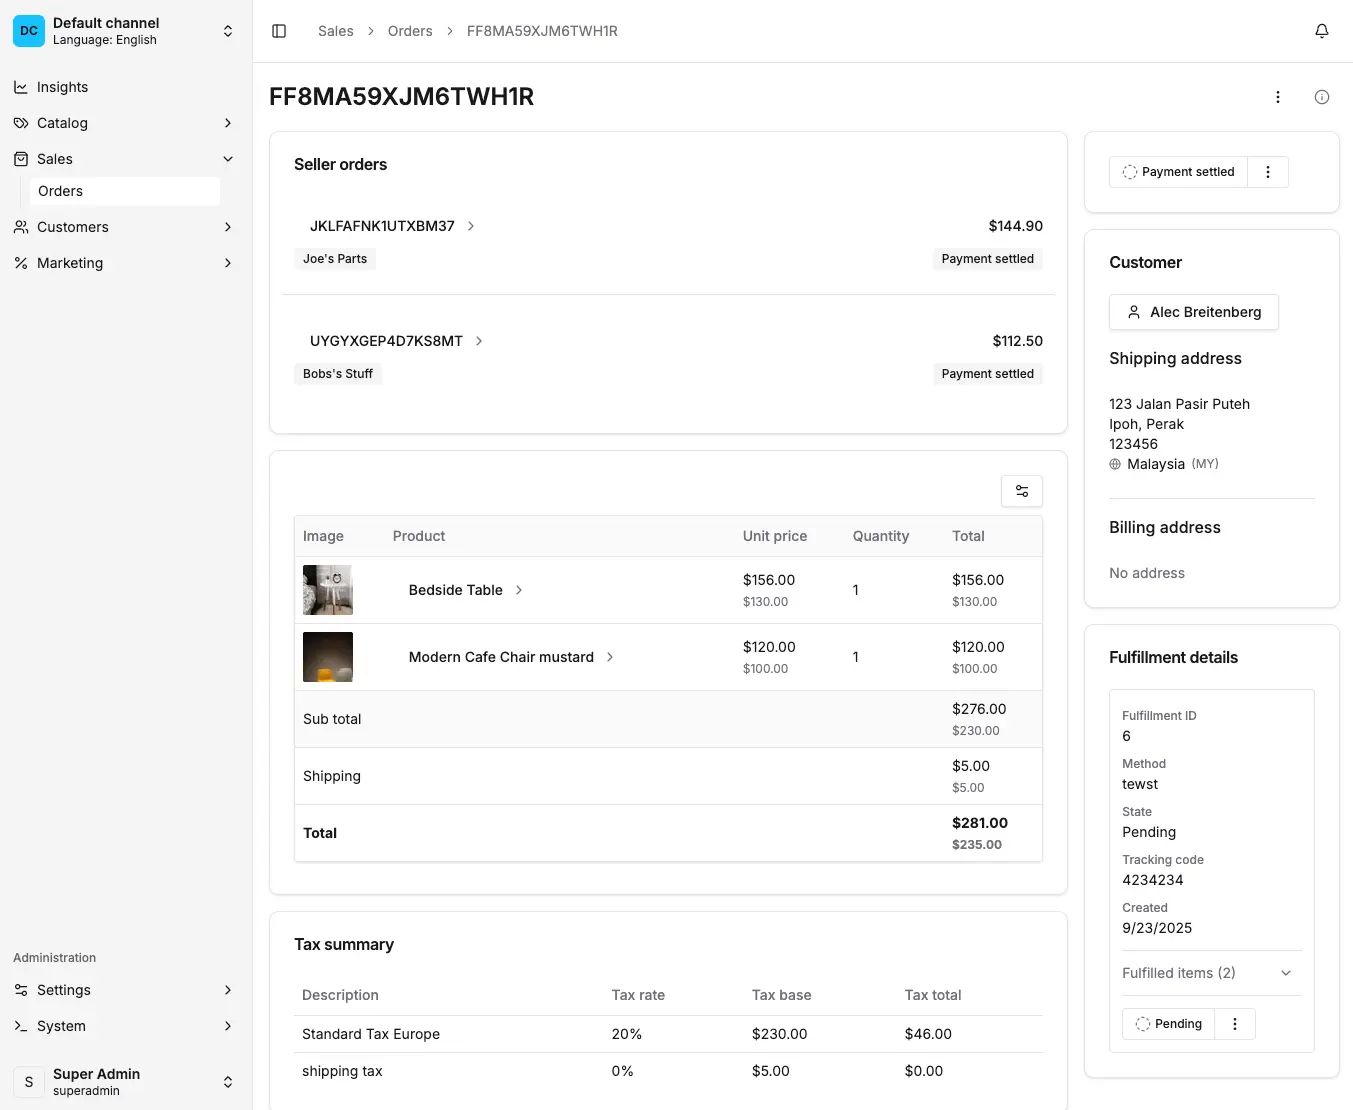 DC
Default channel
Language: English
Insights
Catalog
Sales
Orders
Customers
Marketing
Administration
Settings
System
S
Super Admin
superadmin
Sales > Orders > FF8MA59XJM6TWH1R
FF8MA59XJM6TWH1R
Seller orders
JKLFAFNK1UTXBM37 $144.90
Joe's Parts Payment settled
UYGYXGEP4D7KS8MT $112.50
Bobs's Stuff Payment settled
Image Product Unit price Quantity Total
Bedside Table $156.00 1 $156.00
$130.00 $130.00
Modern Cafe Chair mustard $120.00 1 $120.00
$100.00 $100.00
Sub total $276.00
$230.00
Shipping $5.00
$5.00
Total $281.00
$235.00
Tax summary
Description Tax rate Tax base Tax total
Standard Tax Europe 20% $230.00 $46.00
shipping tax 0% $5.00 $0.00
Payment settled
Customer
Alec Breitenberg
Shipping address
123 Jalan Pasir Puteh
Ipoh, Perak
123456
Malaysia (MY)
Billing address
No address
Fulfillment details
Fulfillment ID
6
Method
tewst
State
Pending
Tracking code
4234234
Created
9/23/2025
Fulfilled items (2)
Pending